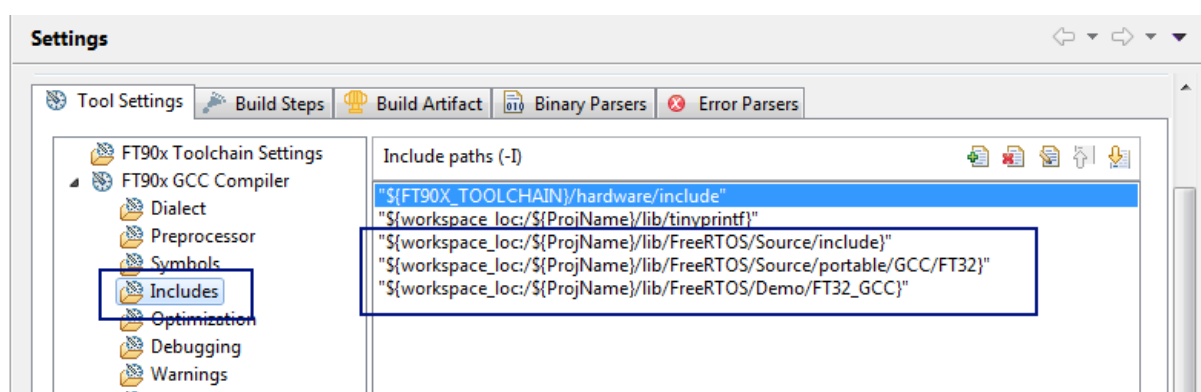 Settings
Tool Settings Build Steps Build Artifact Binary Parsers Error Parsers
FT90x Toolchain Settings
FT90x GCC Compiler
Dialect
Preprocessor
Symbols
Includes
Optimization
Debugging
Warnings
Include paths (-I)
"${FT90X_TOOLCHAIN}/hardware/include"
"${workspace_loc:/${ProjName}/lib/tinyprintf}"
"${workspace_loc:/${ProjName}/lib/FreeRTOS/Source/include}"
"${workspace_loc:/${ProjName}/lib/FreeRTOS/Source/portable/GCC/FT32}"
"${workspace_loc:/${ProjName}/lib/FreeRTOS/Demo/FT32_GCC}"